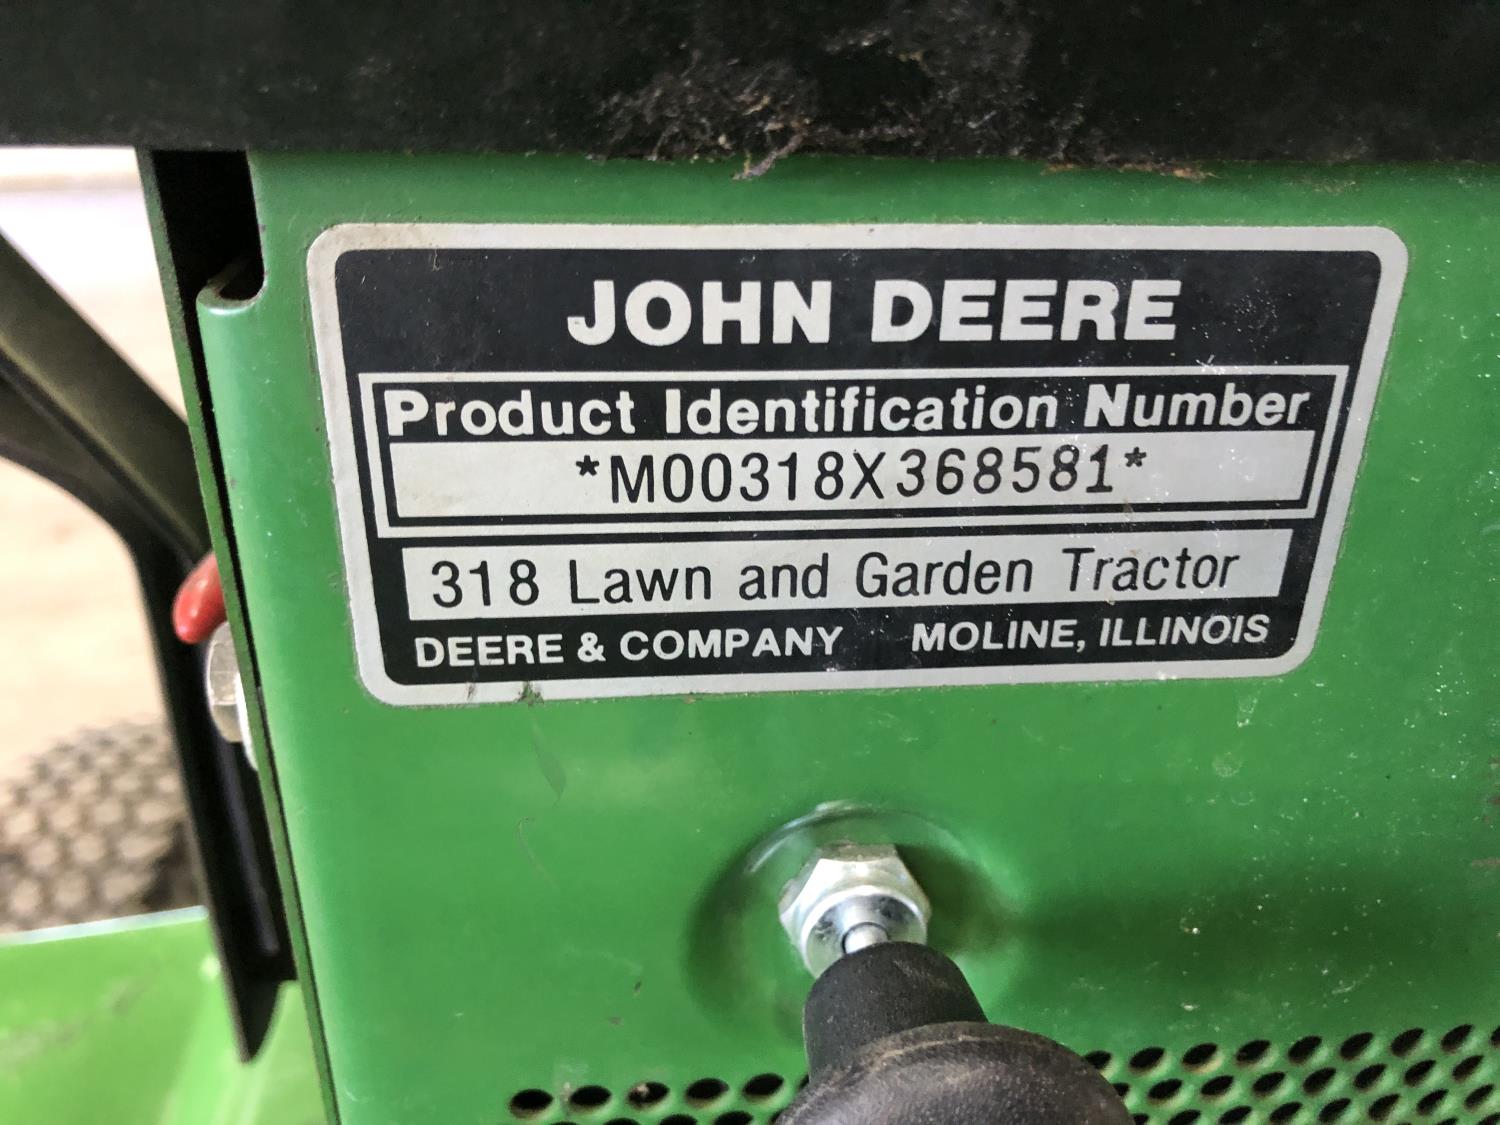 JOHN DEERE
Product Identification Number
*M00318X368581*
318 Lawn and Garden Tractor
DEERE & COMPANY MOLINE, ILLINOIS